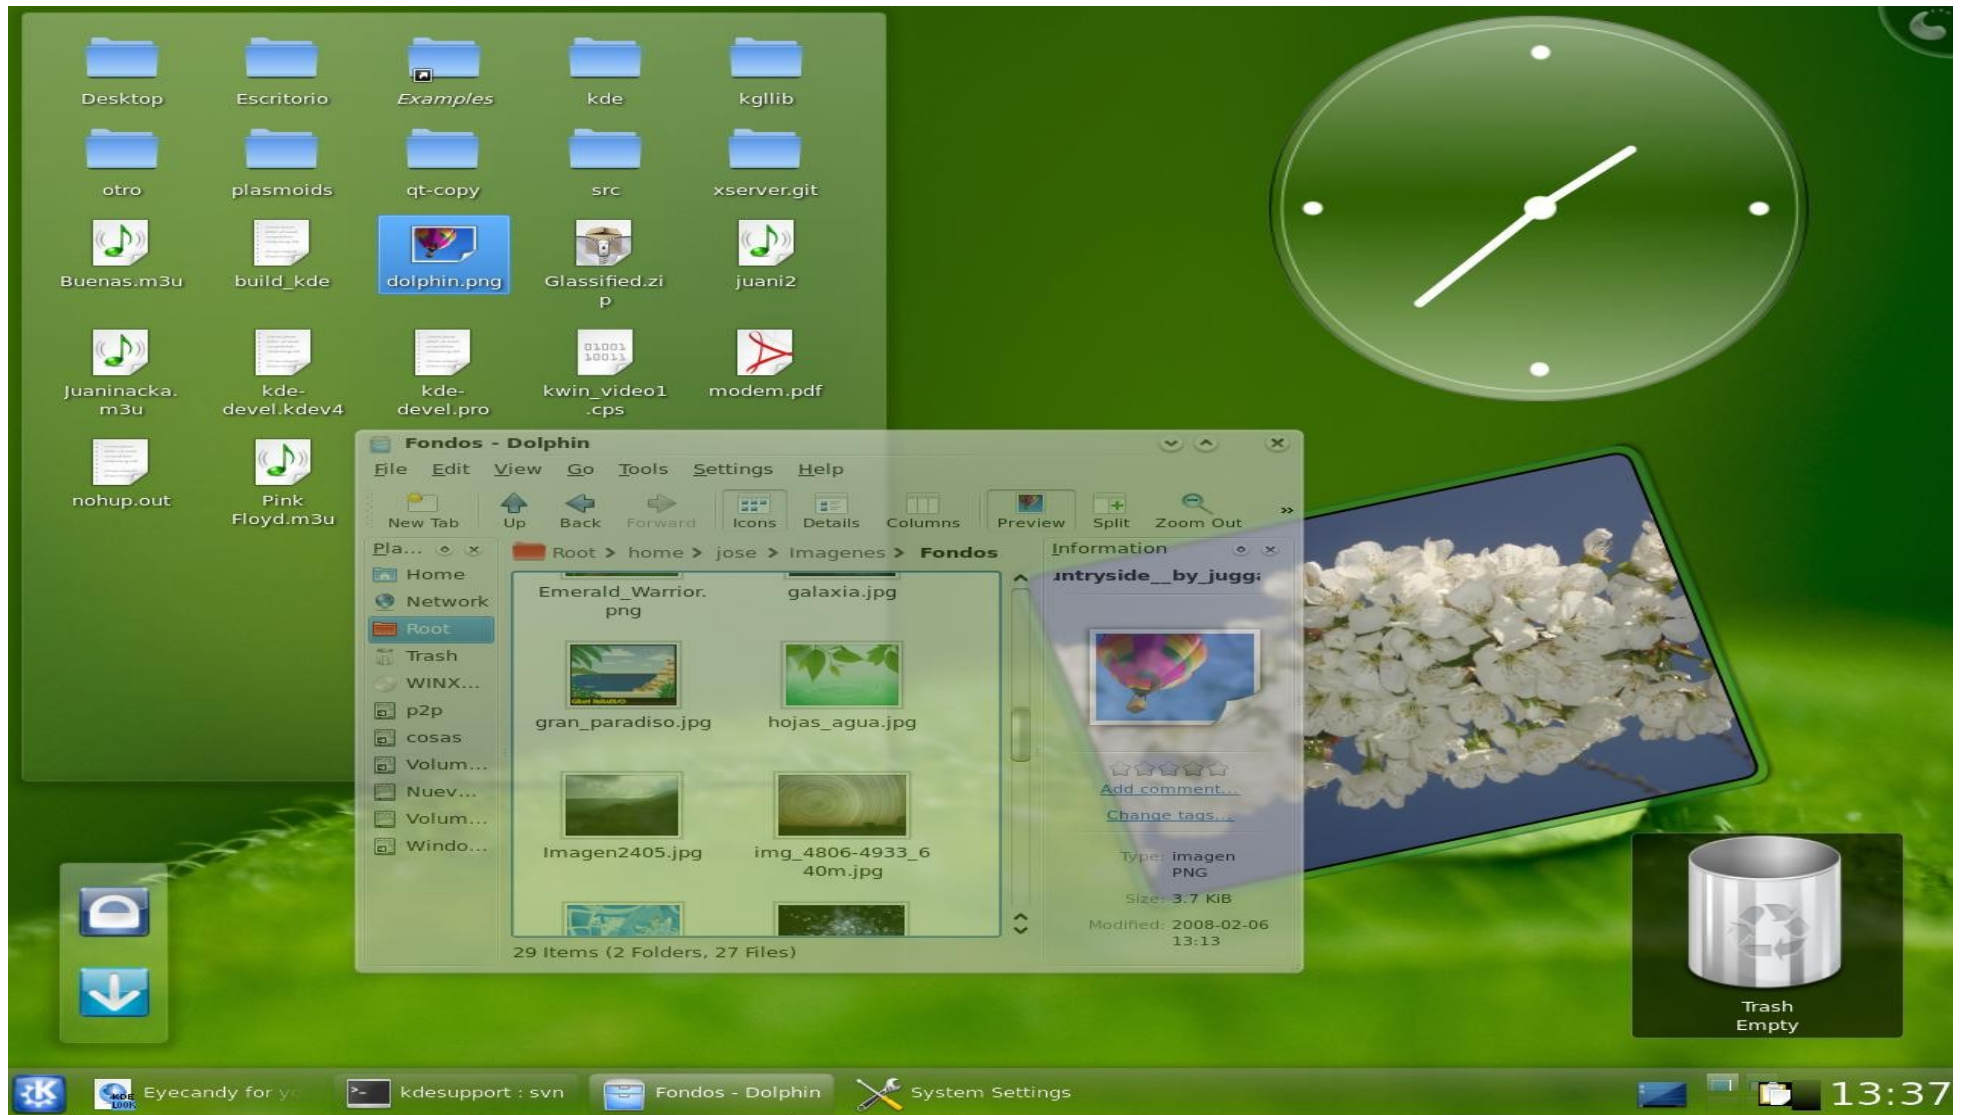 Desktop
Escritorio
Examples
kde
kgllib
otro
plasmoids
qt-copy
src
xserver.git
Buenas.m3u
build_kde
dolphin.png
Glassified.zi
p
juani2
Juaninacka.
m3u
kde-
devel.kdev4
kde-
devel.pro
kwin_video1
.cps
modem.pdf
nohup.out
Pink
Floyd.m3u
Fondos - Dolphin
File Edit View Go Tools Settings Help
New Tab Up Back Forward Icons Details Columns Preview Split Zoom Out »
Pla...
Root > home > jose > Imagenes > Fondos
Information
Home
Network
Root
Trash
WINX...
p2p
cosas
Volum...
Nuev...
Volum...
Windo...
Emerald_Warrior.
png
galaxia.jpg
gran_paradiso.jpg
hojas_agua.jpg
Imagen2405.jpg
img_4806-4933_6
40m.jpg
29 Items (2 Folders, 27 Files)
ntryside__by_jugga
Add comment...
Change tags...
Type: imagen
PNG
Size: 3.7 KiB
Modified: 2008-02-06
13:13
Trash
Empty
KDE
LOOK
Eyecandy for yo
kdesupport : svn
Fondos - Dolphin
System Settings
13:37